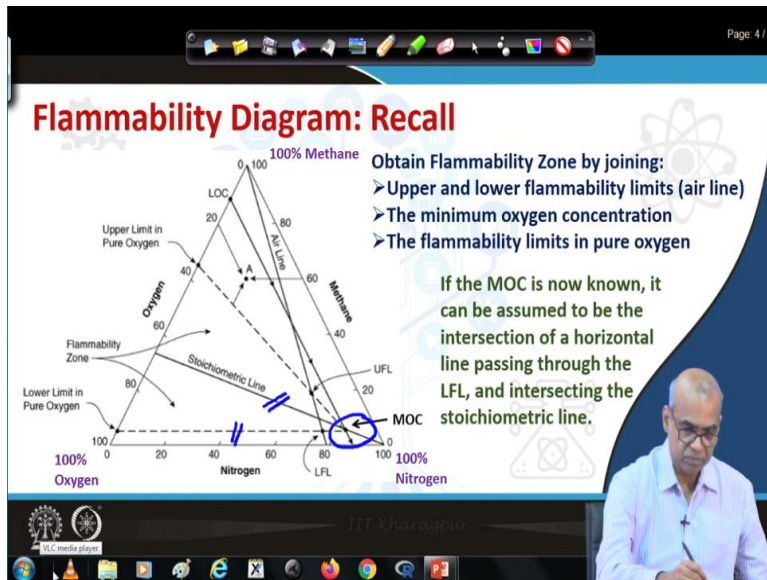 Page: 4 /
Flammability Diagram: Recall
100% Methane
0 100
LOC
20
80
Upper Limit in
Pure Oxygen
Air Line
A
40
60
Oxygen
Methane
60
40
Flammability
Zone
Stoichiometric Line
UFL
80
20
Lower Limit in
Pure Oxygen
MOC
100
0
0
20
40
60
80
100
100%
Oxygen
Nitrogen
LFL
100%
Nitrogen
Obtain Flammability Zone by joining:
➢Upper and lower flammability limits (air line)
➢The minimum oxygen concentration
➢The flammability limits in pure oxygen
If the MOC is now known, it
can be assumed to be the
intersection of a horizontal
line passing through the
LFL, and intersecting the
stoichiometric line.
IIT Kharagpur
VLC media player